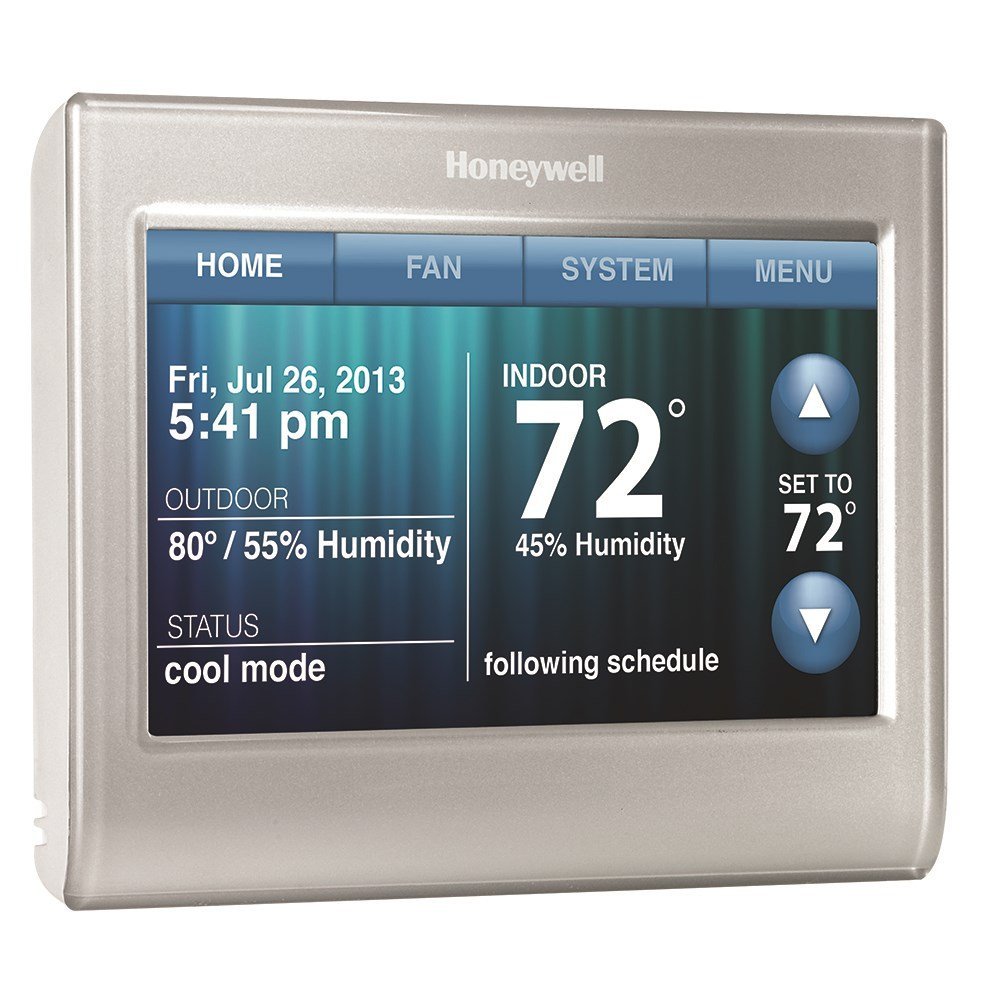 Honeywell
HOME FAN SYSTEM MENU
Fri, Jul 26, 2013
5:41 pm
OUTDOOR
80° / 55% Humidity
STATUS
cool mode
INDOOR
72°
45% Humidity
following schedule
SET TO
72°